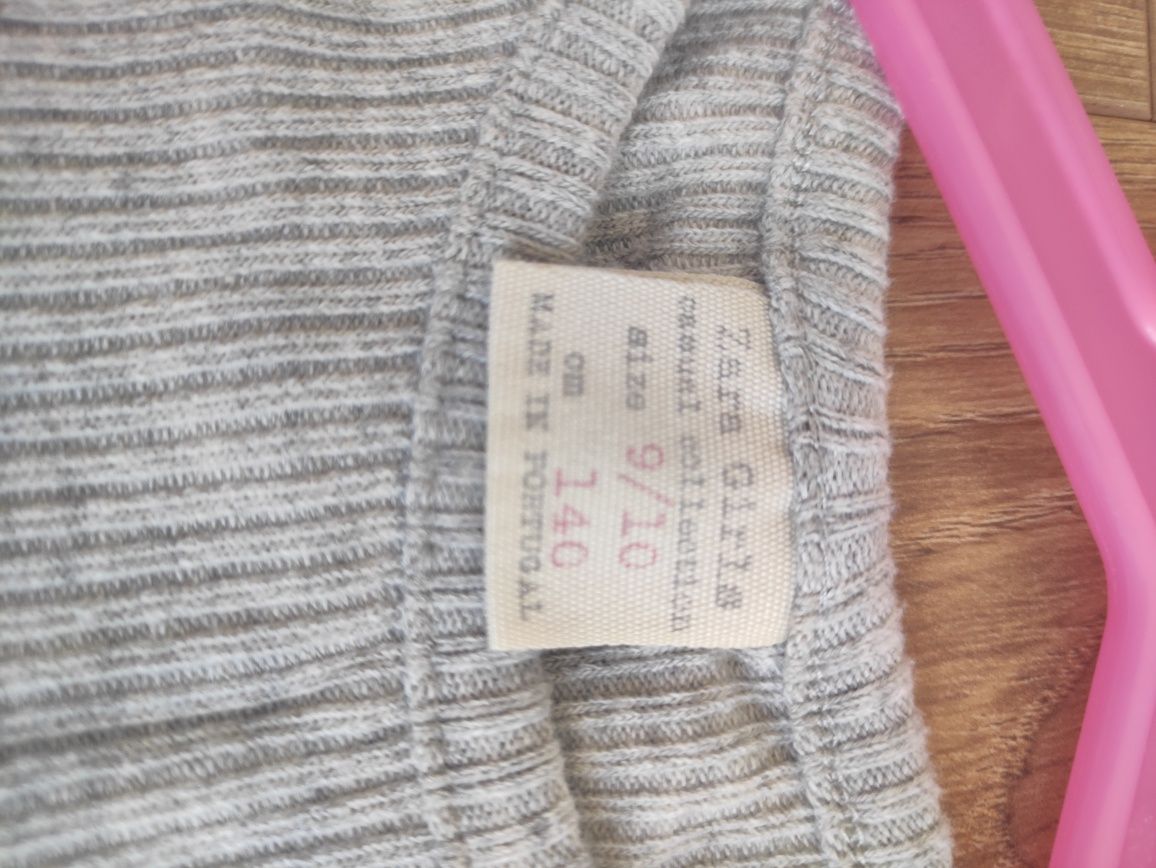 Zara Girls
casual collection
size 9/10
cm 140
MADE IN PORTUGAL